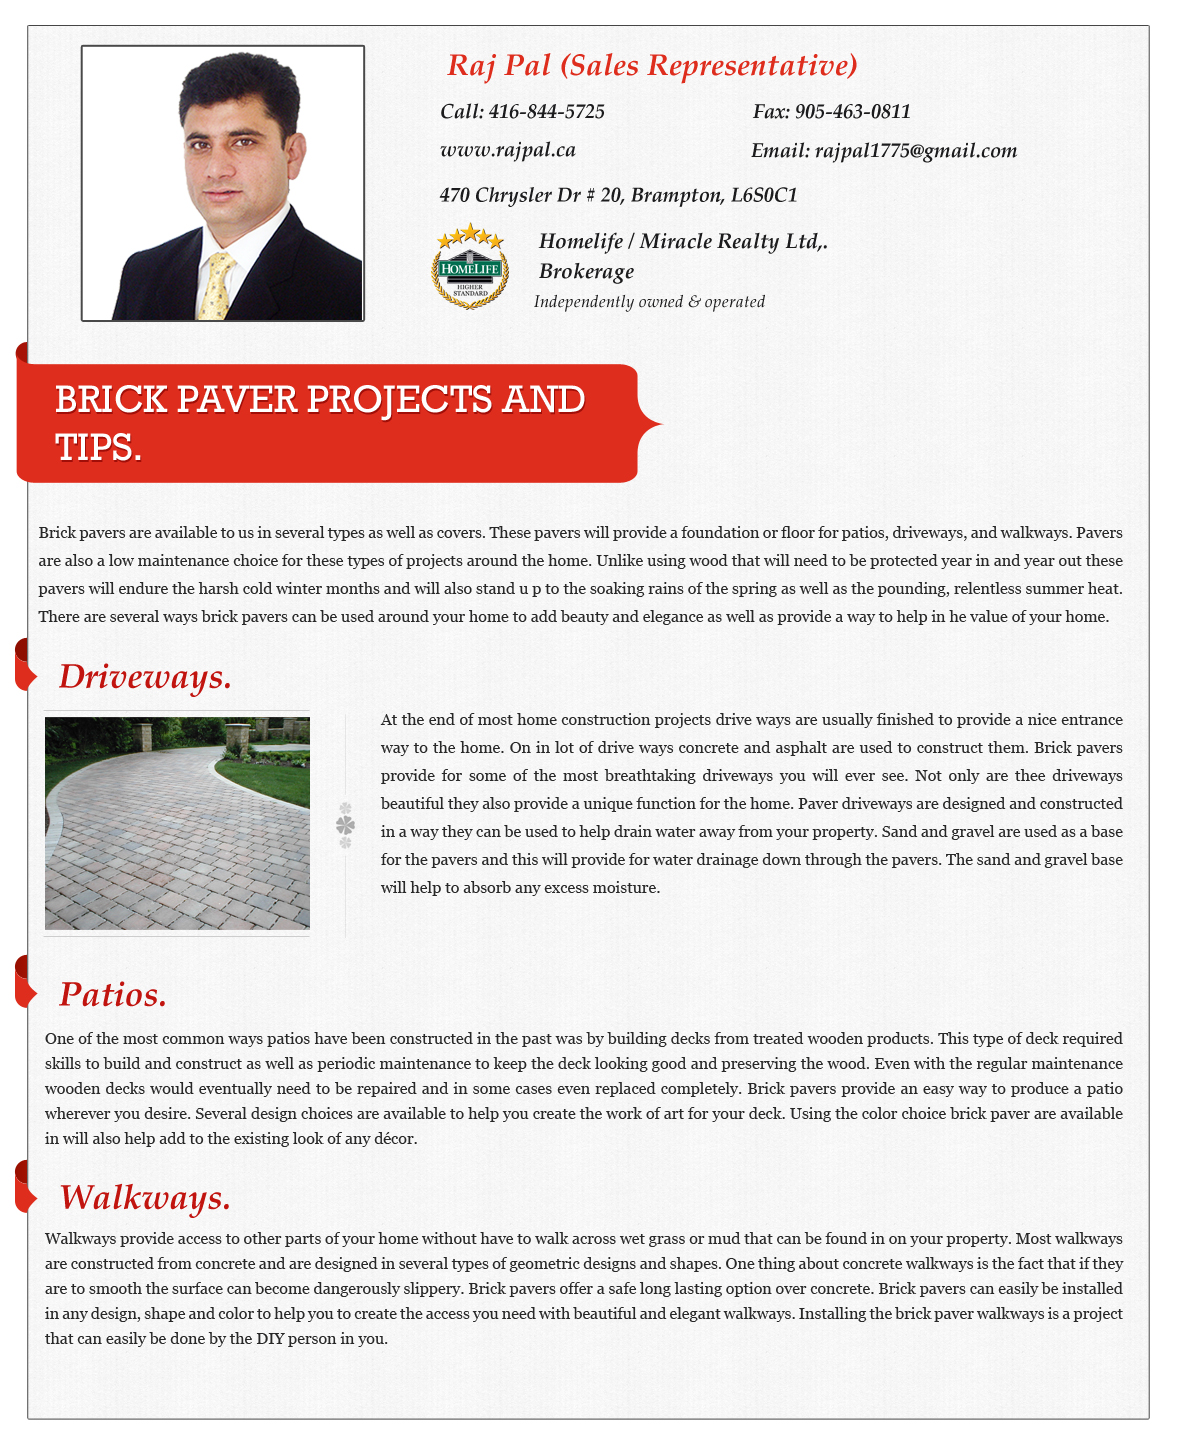 Raj Pal (Sales Representative)
Call: 416-844-5725
Fax: 905-463-0811
www.rajpal.ca
Email: rajpal1775@gmail.com
470 Chrysler Dr # 20, Brampton, L6S0C1
HOMELIFE
HIGHER
STANDARD
Homelife / Miracle Realty Ltd,.
Brokerage
Independently owned & operated
BRICK PAVER PROJECTS AND
TIPS.
Brick pavers are available to us in several types as well as covers. These pavers will provide a foundation or floor for patios, driveways, and walkways. Pavers
are also a low maintenance choice for these types of projects around the home. Unlike using wood that will need to be protected year in and year out these
pavers will endure the harsh cold winter months and will also stand u p to the soaking rains of the spring as well as the pounding, relentless summer heat.
There are several ways brick pavers can be used around your home to add beauty and elegance as well as provide a way to help in he value of your home.
Driveways.
At the end of most home construction projects drive ways are usually finished to provide a nice entrance
way to the home. On in lot of drive ways concrete and asphalt are used to construct them. Brick pavers
provide for some of the most breathtaking driveways you will ever see. Not only are thee driveways
beautiful they also provide a unique function for the home. Paver driveways are designed and constructed
in a way they can be used to help drain water away from your property. Sand and gravel are used as a base
for the pavers and this will provide for water drainage down through the pavers. The sand and gravel base
will help to absorb any excess moisture.
Patios.
One of the most common ways patios have been constructed in the past was by building decks from treated wooden products. This type of deck required
skills to build and construct as well as periodic maintenance to keep the deck looking good and preserving the wood. Even with the regular maintenance
wooden decks would eventually need to be repaired and in some cases even replaced completely. Brick pavers provide an easy way to produce a patio
wherever you desire. Several design choices are available to help you create the work of art for your deck. Using the color choice brick paver are available
in will also help add to the existing look of any décor.
Walkways.
Walkways provide access to other parts of your home without have to walk across wet grass or mud that can be found in on your property. Most walkways
are constructed from concrete and are designed in several types of geometric designs and shapes. One thing about concrete walkways is the fact that if they
are to smooth the surface can become dangerously slippery. Brick pavers offer a safe long lasting option over concrete. Brick pavers can easily be installed
in any design, shape and color to help you to create the access you need with beautiful and elegant walkways. Installing the brick paver walkways is a project
that can easily be done by the DIY person in you.